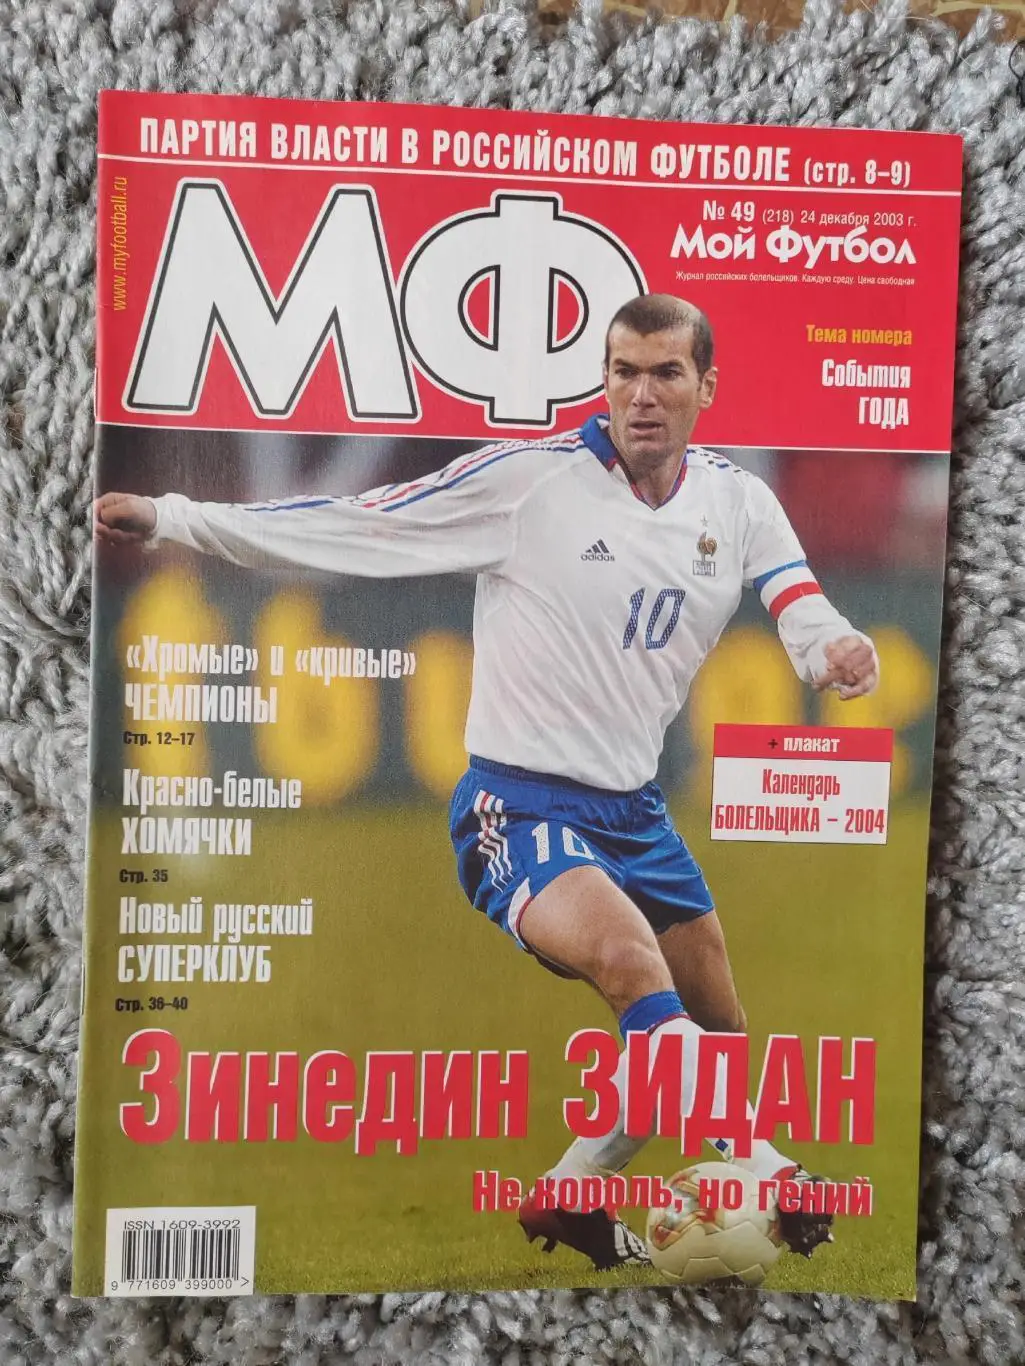 ПАРТИЯ ВЛАСТИ В РОССИЙСКОМ ФУТБОЛЕ (стр. 8–9)
www.myfootball.ru
МФ
№ 49 (218) 24 декабря 2003 г.
Мой Футбол
Журнал российских болельщиков. Каждую среду. Цена свободная
Тема номера
События
ГОДА
adidas
10
«Хромые» и «кривые»
ЧЕМПИОНЫ
Стр. 12–17
+ плакат
Календарь
БОЛЕЛЬЩИКА – 2004
Красно-белые
ХОМЯЧКИ
Стр. 35
10
Новый русский
СУПЕРКЛУБ
Стр. 36–40
Зинедин ЗИДАН
Не король, но гений
ISSN 1609-3992
9 771609 399000 >